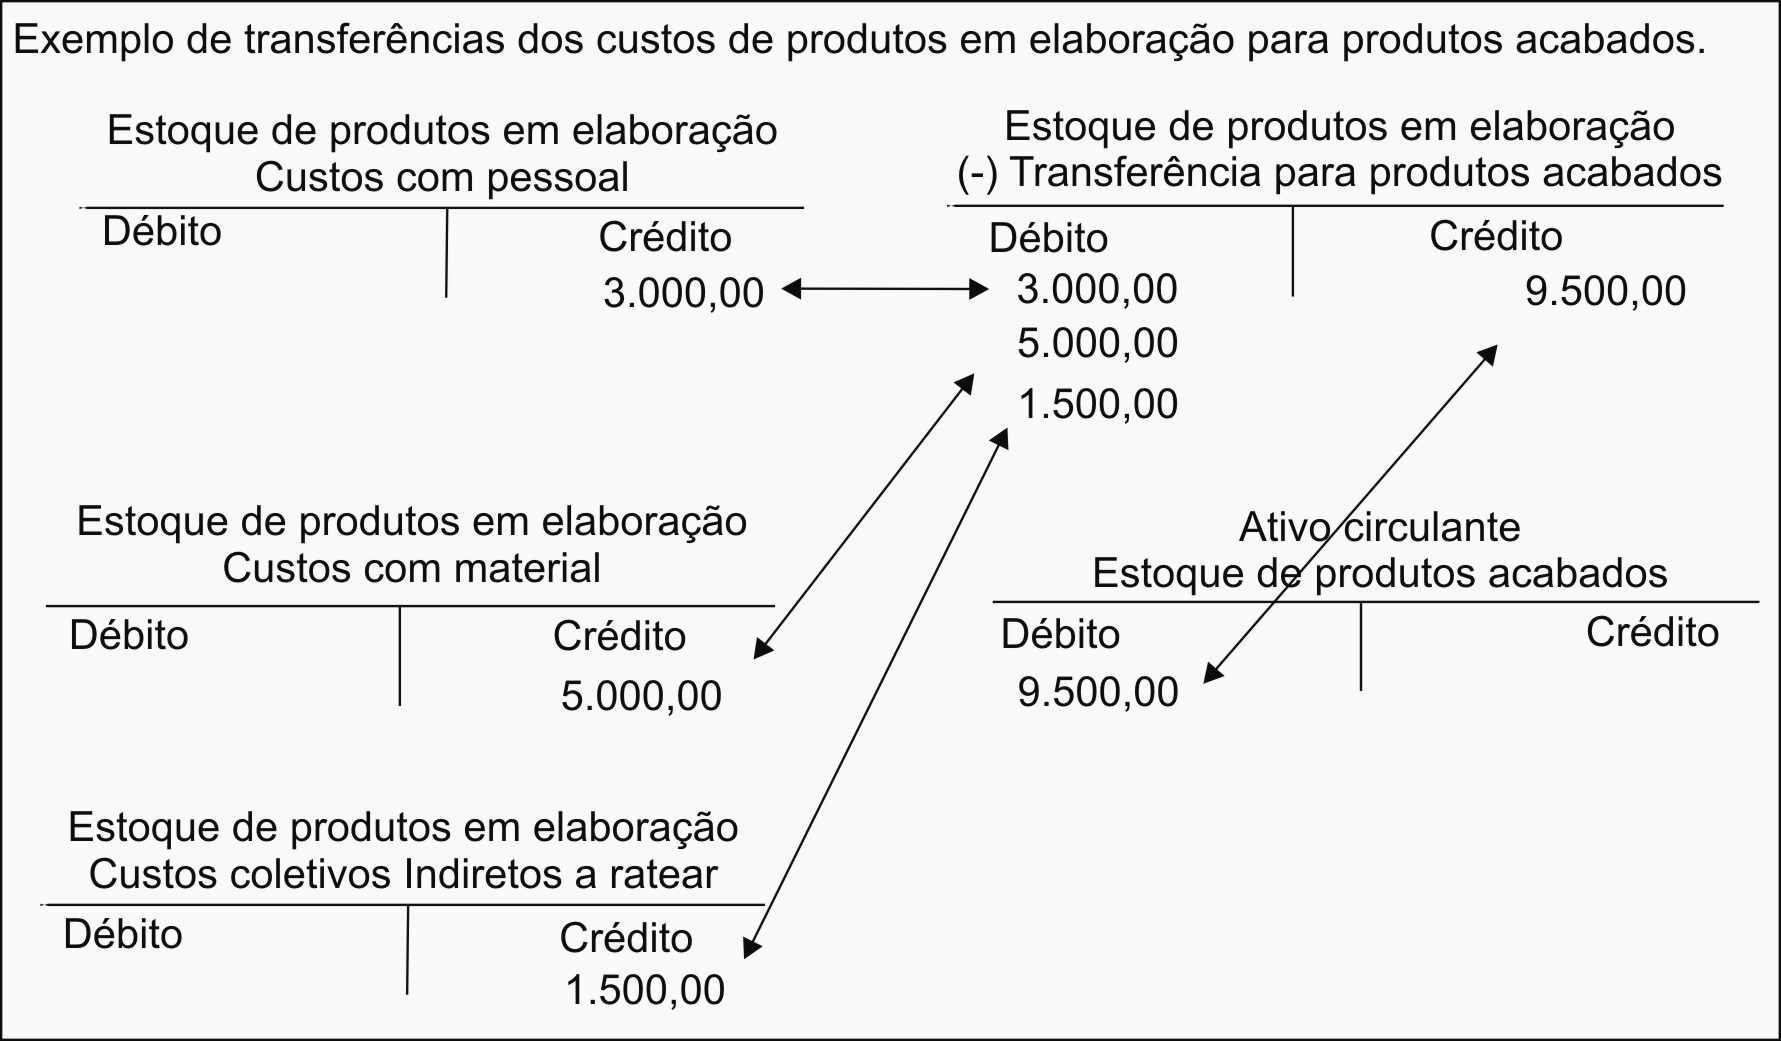 Exemplo de transferências dos custos de produtos em elaboração para produtos acabados.
Estoque de produtos em elaboração
Custos com pessoal
Débito
Crédito
3.000,00
Estoque de produtos em elaboração
(-) Transferência para produtos acabados
Débito
Crédito
3.000,00
9.500,00
5.000,00
1.500,00
Estoque de produtos em elaboração
Custos com material
Débito
Crédito
5.000,00
Ativo circulante
Estoque de produtos acabados
Débito
Crédito
9.500,00
Estoque de produtos em elaboração
Custos coletivos Indiretos a ratear
Débito
Crédito
1.500,00